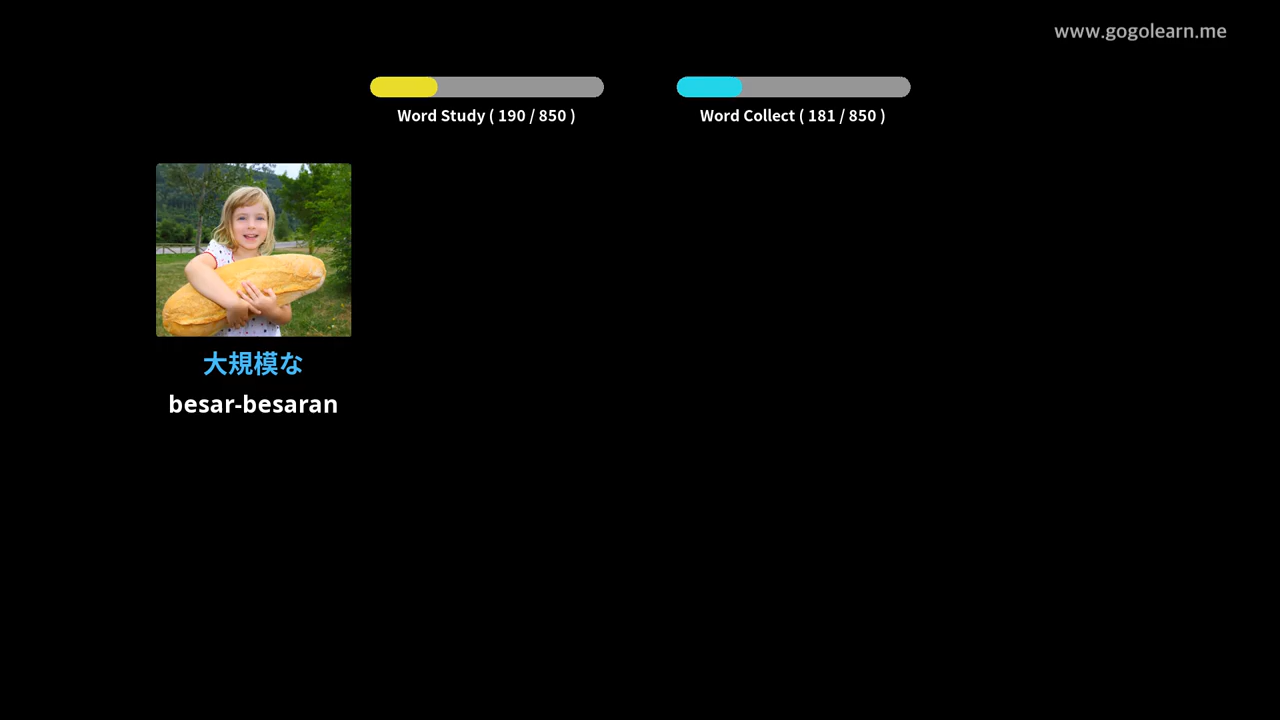 www.gogolearn.me
Word Study ( 190 / 850 )
Word Collect ( 181 / 850 )
大規模な
besar-besaran